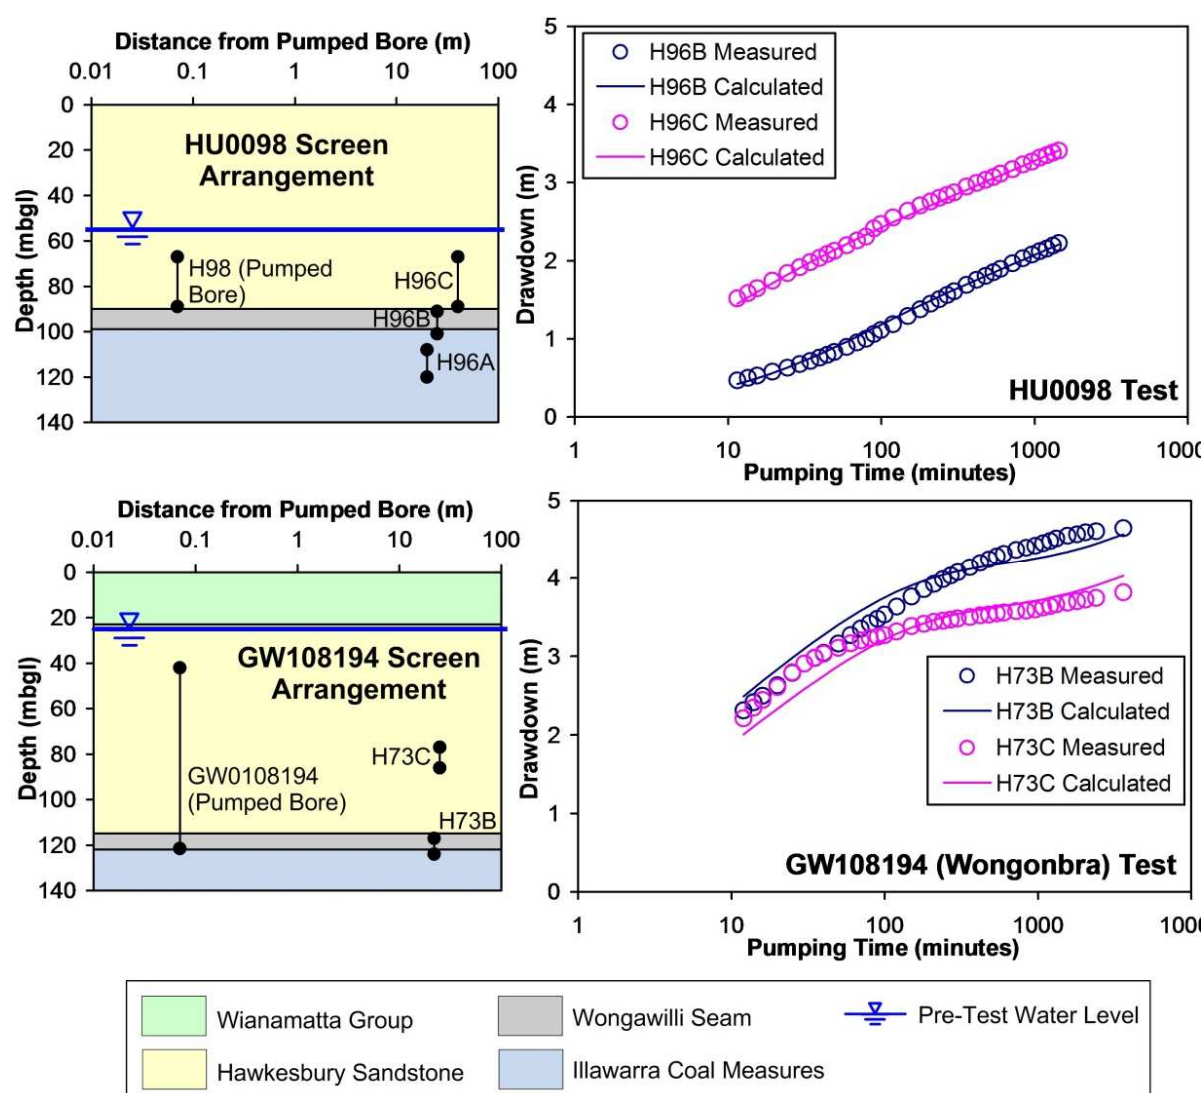 Distance from Pumped Bore (m)
0.01 0.1 1 10 100
Depth (mbgl)
0
20
40
60
80
100
120
140
HU0098 Screen
Arrangement
H98 (Pumped
Bore)
H96C
H96B
H96A
Drawdown (m)
5
4
3
2
1
0
H96B Measured
H96B Calculated
H96C Measured
H96C Calculated
HU0098 Test
1 10 100 1000 1000
Pumping Time (minutes)
Distance from Pumped Bore (m)
0.01 0.1 1 10 100
Depth (mbgl)
0
20
40
60
80
100
120
140
GW108194 Screen
Arrangement
GW0108194
(Pumped Bore)
H73C
H73B
Drawdown (m)
5
4
3
2
1
0
H73B Measured
H73B Calculated
H73C Measured
H73C Calculated
GW108194 (Wongonbra) Test
1 10 100 1000 1000
Pumping Time (minutes)
Wianamatta Group
Wongawilli Seam
Pre-Test Water Level
Hawkesbury Sandstone
Illawarra Coal Measures